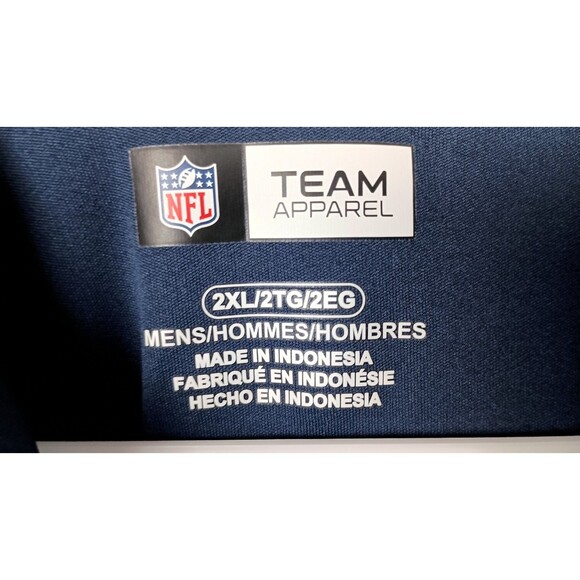 NFL
TEAM
APPAREL
2XL/2TG/2EG
MENS/HOMMES/HOMBRES
MADE IN INDONESIA
FABRIQUÉ EN INDONÉSIE
HECHO EN INDONESIA